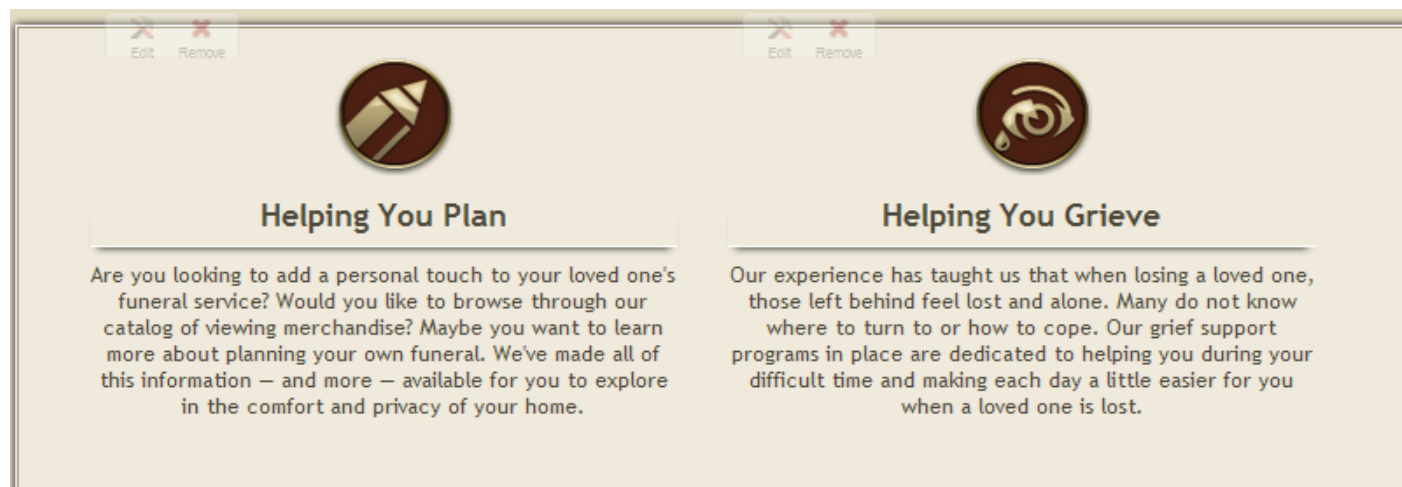 Edit Remove
Edit Remove
Helping You Plan
Are you looking to add a personal touch to your loved one's
funeral service? Would you like to browse through our
catalog of viewing merchandise? Maybe you want to learn
more about planning your own funeral. We've made all of
this information — and more — available for you to explore
in the comfort and privacy of your home.
Helping You Grieve
Our experience has taught us that when losing a loved one,
those left behind feel lost and alone. Many do not know
where to turn to or how to cope. Our grief support
programs in place are dedicated to helping you during your
difficult time and making each day a little easier for you
when a loved one is lost.